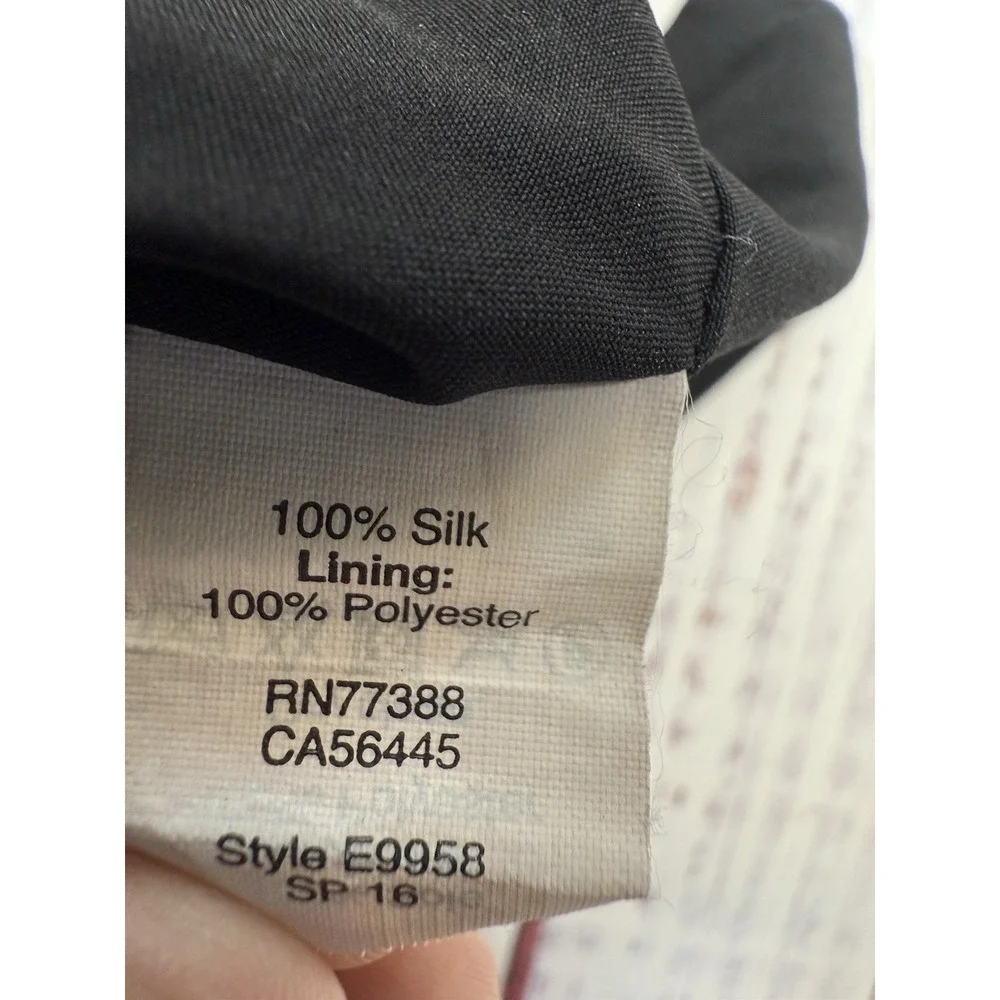 100% Silk
Lining:
100% Polyester
RN77388
CA56445
Style E9958
SP 16